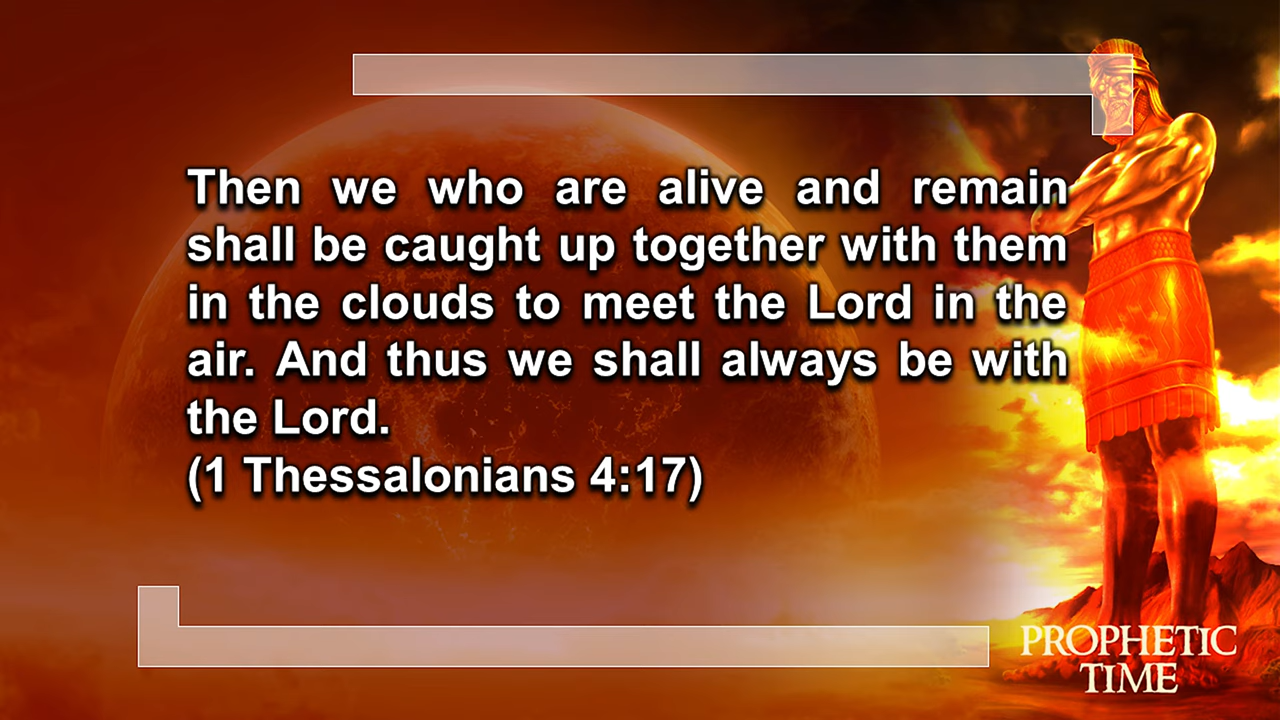 Then we who are alive and remain
shall be caught up together with them
in the clouds to meet the Lord in the
air. And thus we shall always be with
the Lord.
(1 Thessalonians 4:17)
PROPHETIC
TIME